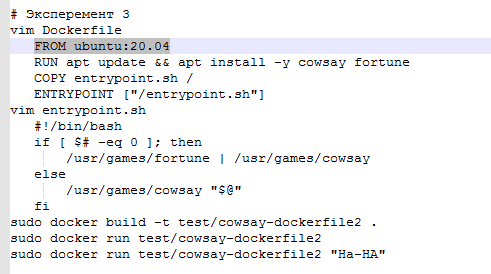 # Эксперимент 3
vim Dockerfile
FROM ubuntu:20.04
RUN apt update && apt install -y cowsay fortune
COPY entrypoint.sh /
ENTRYPOINT ["/entrypoint.sh"]
vim entrypoint.sh
#!/bin/bash
if [ $# -eq 0 ]; then
/usr/games/fortune | /usr/games/cowsay
else
/usr/games/cowsay "$@"
fi
sudo docker build -t test/cowsay-dockerfile2 .
sudo docker run test/cowsay-dockerfile2
sudo docker run test/cowsay-dockerfile2 "Ha-HA"